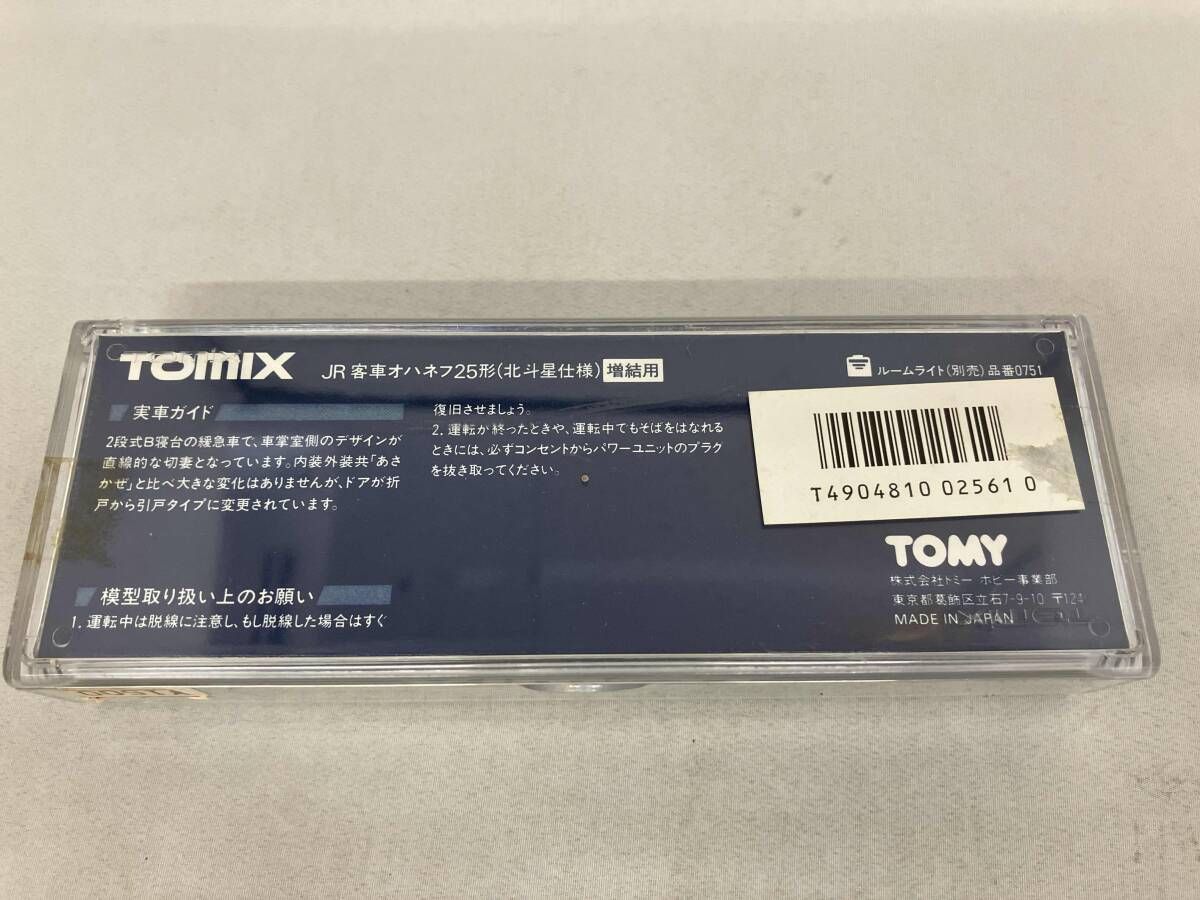 TOMIX
JR 客車オハネフ25形(北斗星仕様) 増結用
ルームライト(別売)品番0751
実車ガイド
2段式B寝台の緩急車で、車掌室側のデザインが
直線的な切妻となっています。内装外装共「あさ
かぜ」と比べ大きな変化はありませんが、ドアが折
戸から引戸タイプに変更されています。
模型取り扱い上のお願い
1. 運転中は脱線に注意し、もし脱線した場合はすぐ
復旧させましょう。
2. 運転が終ったときや、運転中でもそばをはなれる
ときには、必ずコンセントからパワーユニットのプラグ
を抜き取ってください。
T4904810 02561 0
TOMY
株式会社トミー ホビー事業部
東京都葛飾区立石7-9-10 〒124
MADE IN JAPAN